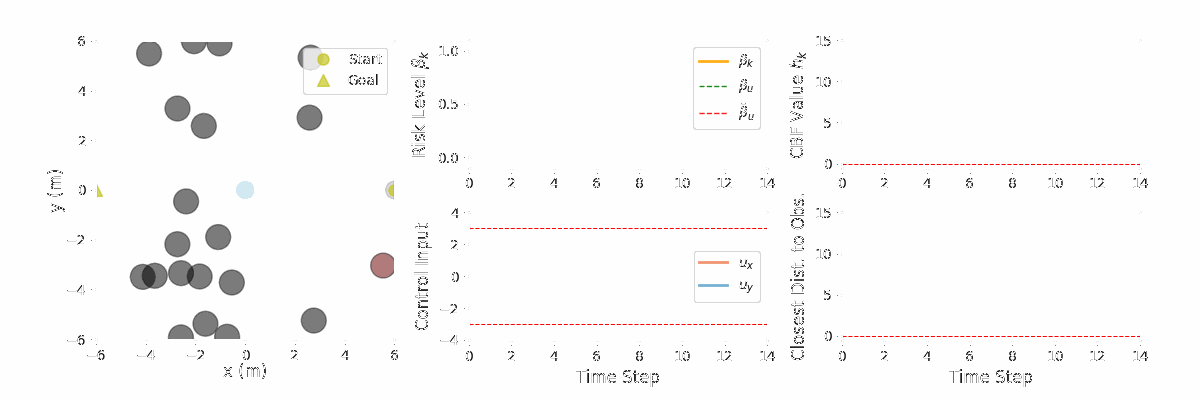 6
4
2
0
−2
−4
−6
y (m)
−6 −4 −2 0 2 4 6
x (m)
Start
Goal
Risk Level β̄k
1.0
0.5
0.0
0 2 4 6 8 10 12 14
β̄k
β̄u
β̄u
Control Input
4
2
0
−2
−4
0 2 4 6 8 10 12 14
Time Step
ux
uy
CBF Value hk
15
10
5
0
0 2 4 6 8 10 12 14
Closest Dist. to Obs.
15
10
5
0
0 2 4 6 8 10 12 14
Time Step